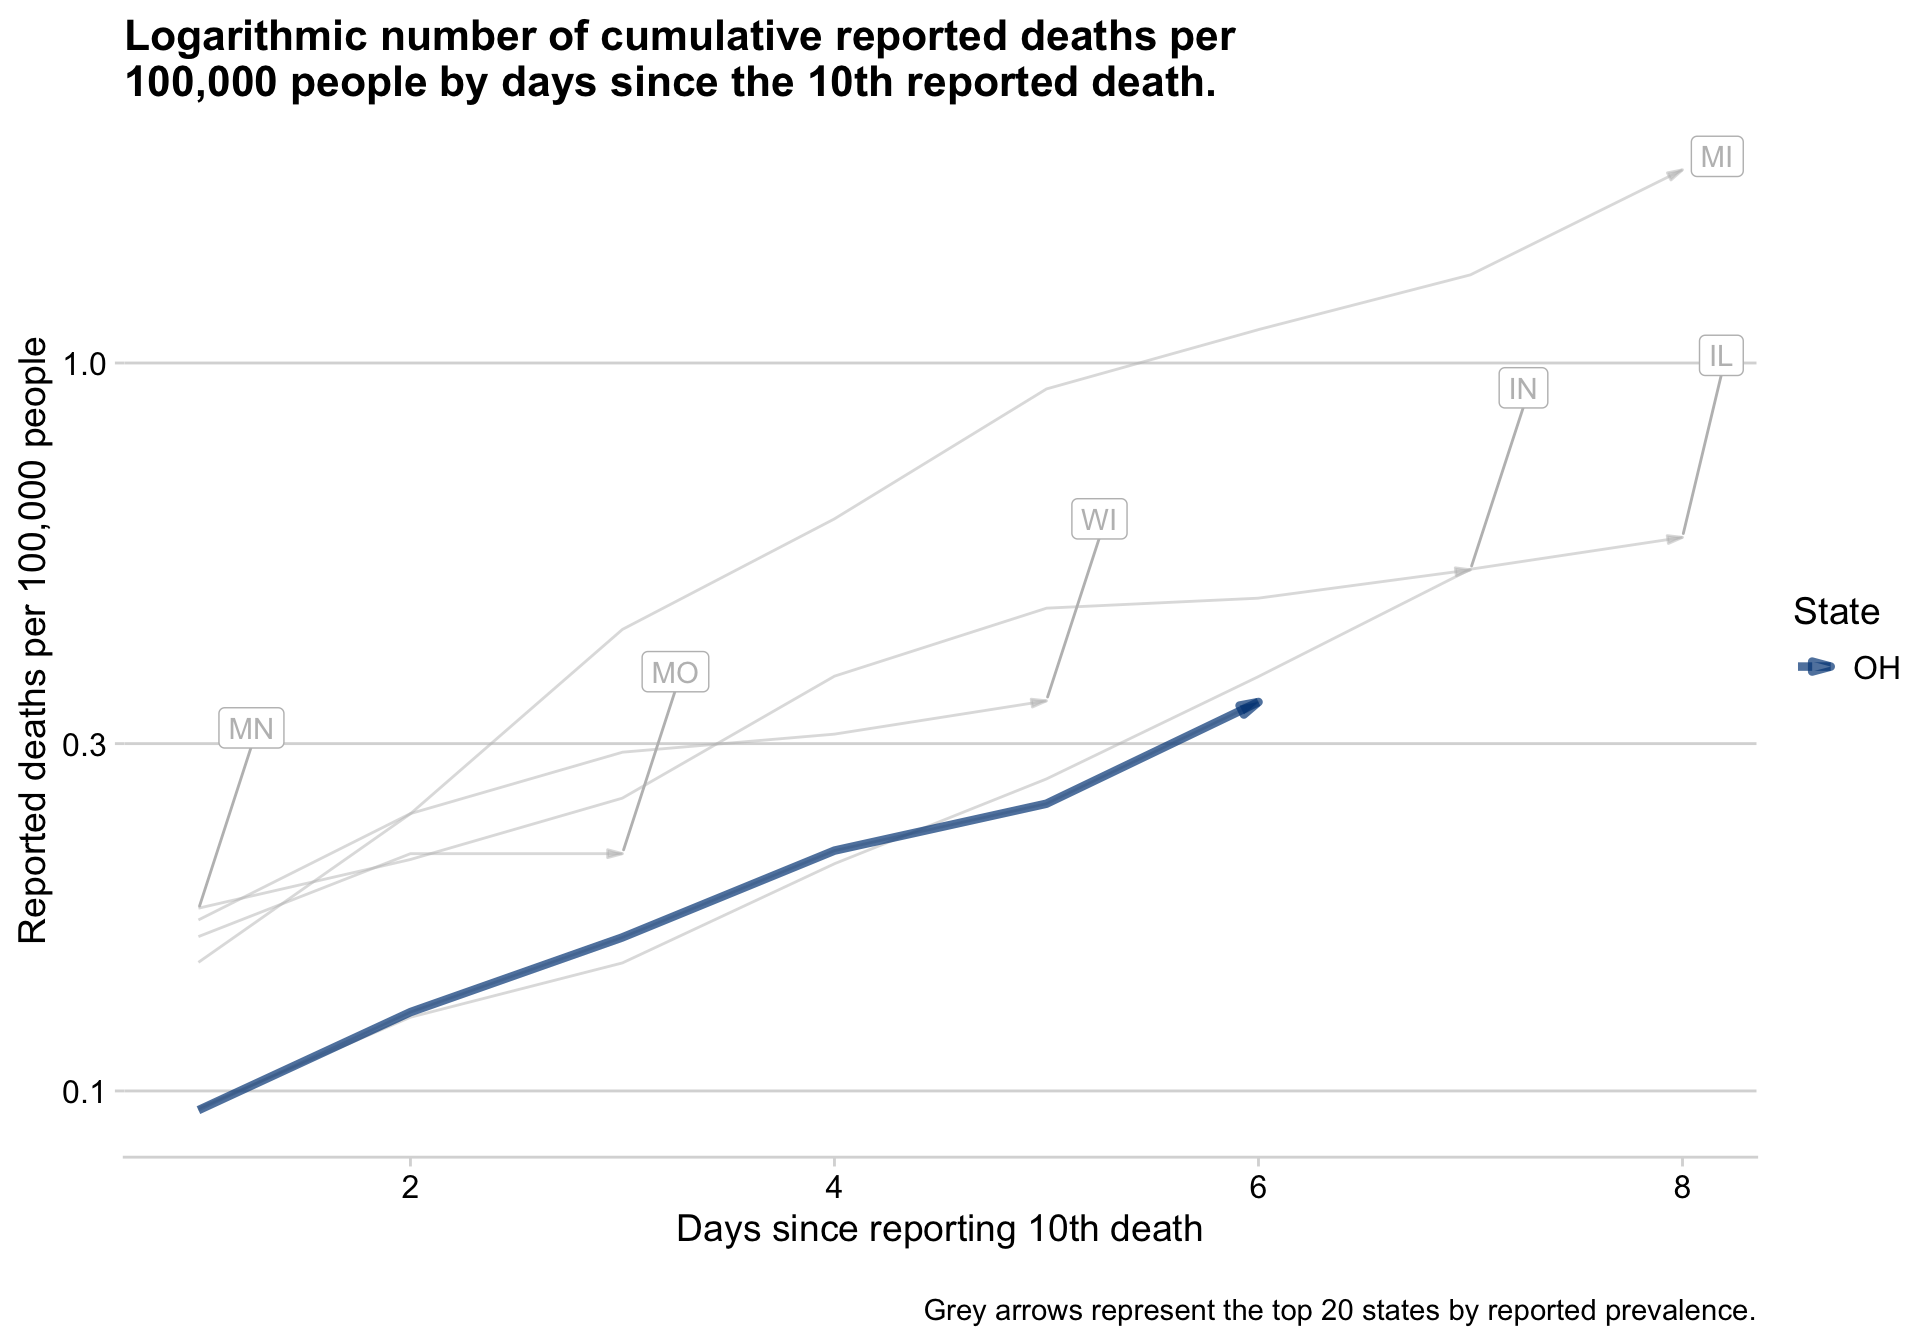 Logarithmic number of cumulative reported deaths per
100,000 people by days since the 10th reported death.
Reported deaths per 100,000 people
1.0
0.3
0.1
MI
IL
IN
WI
MO
MN
State
OH
2
4
6
8
Days since reporting 10th death
Grey arrows represent the top 20 states by reported prevalence.